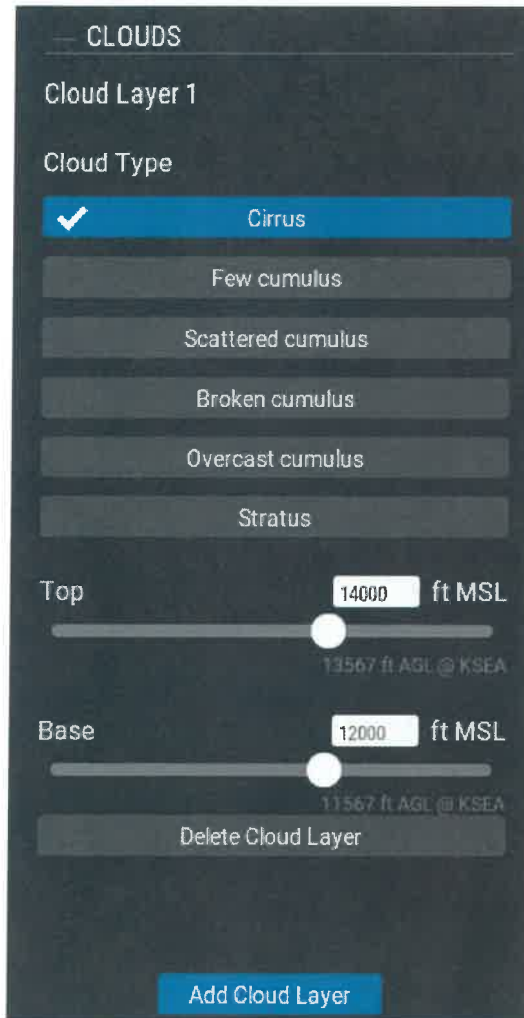 CLOUDS
Cloud Layer 1
Cloud Type
Cirrus
Few cumulus
Scattered cumulus
Broken cumulus
Overcast cumulus
Stratus
Top 14000 ft MSL
13567 ft AGL @ KSEA
Base 12000 ft MSL
11567 ft AGL @ KSEA
Delete Cloud Layer
Add Cloud Layer